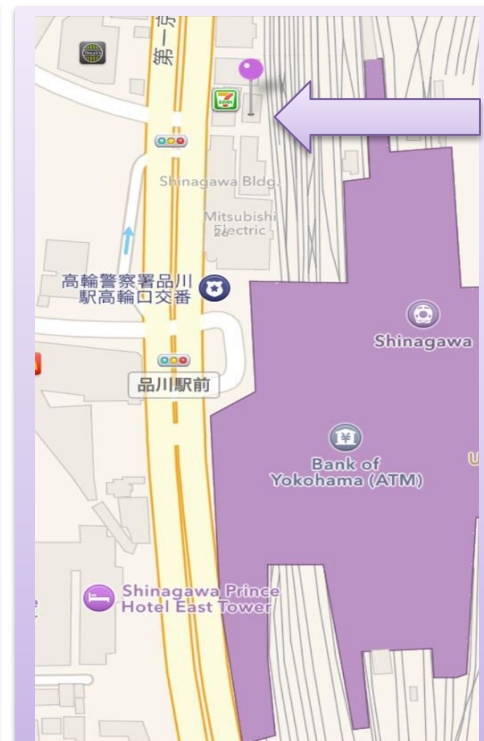 第一京
Shinagawa Bldg.
Mitsubishi
Electric
高輪警察署品川
駅高輪口交番
Shinagawa
品川駅前
Bank of
Yokohama (ATM)
U
Shinagawa Prince
Hotel East Tower